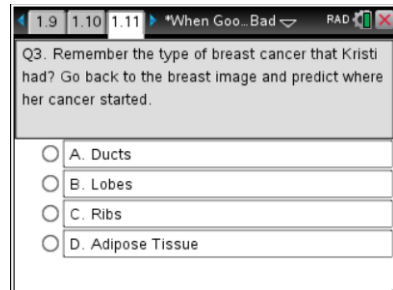 1.9 1.10 1.11 *When Goo...Bad RAD
Q3. Remember the type of breast cancer that Kristi
had? Go back to the breast image and predict where
her cancer started.
A. Ducts
B. Lobes
C. Ribs
D. Adipose Tissue